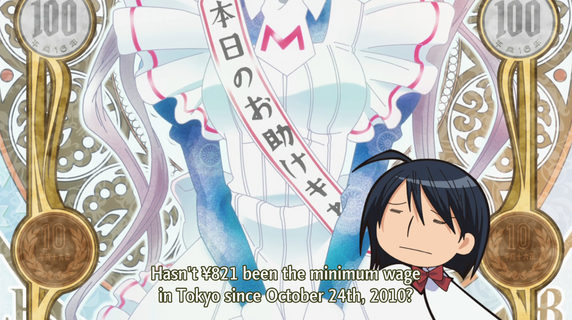 100
100
M
本日のお助けキャ
10
10
Hasn't ¥821 been the minimum wage
in Tokyo since October 24th, 2010?